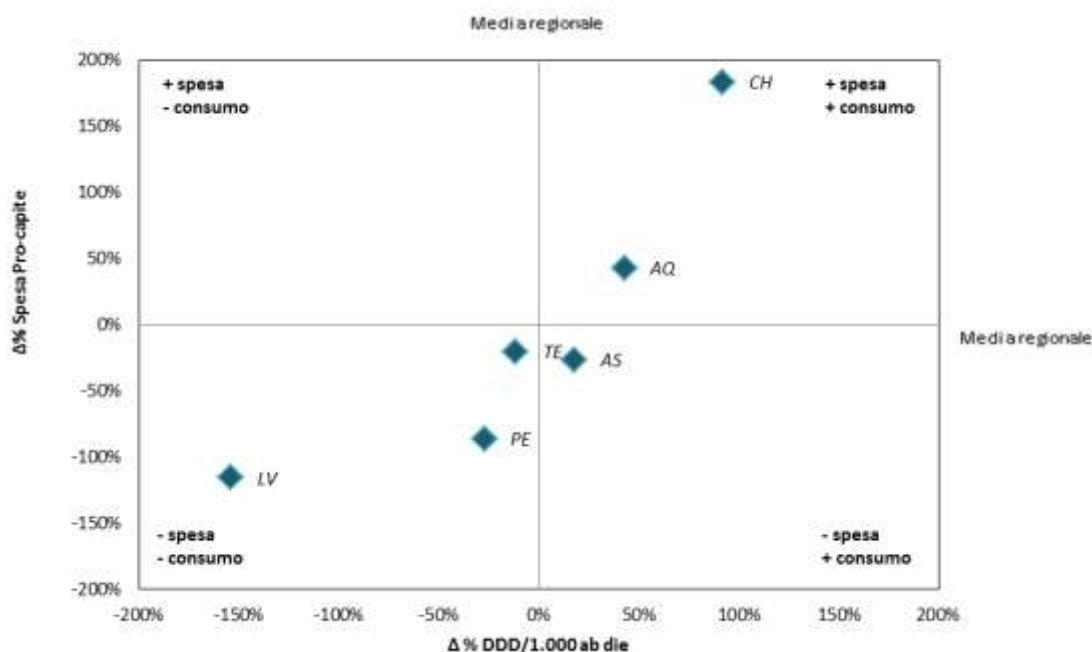 Media regionale
200%
+ spesa
- consumo
CH
+ spesa
+ consumo
150%
100%
Δ% Spesa Pro-capite
50%
AQ
0%
Media regionale
TE
AS
-50%
PE
-100%
LV
-150%
- spesa
- consumo
- spesa
+ consumo
-200%
-200% -150% -100% -50% 0% 50% 100% 150% 200%
Δ % DDD/1.000 ab die